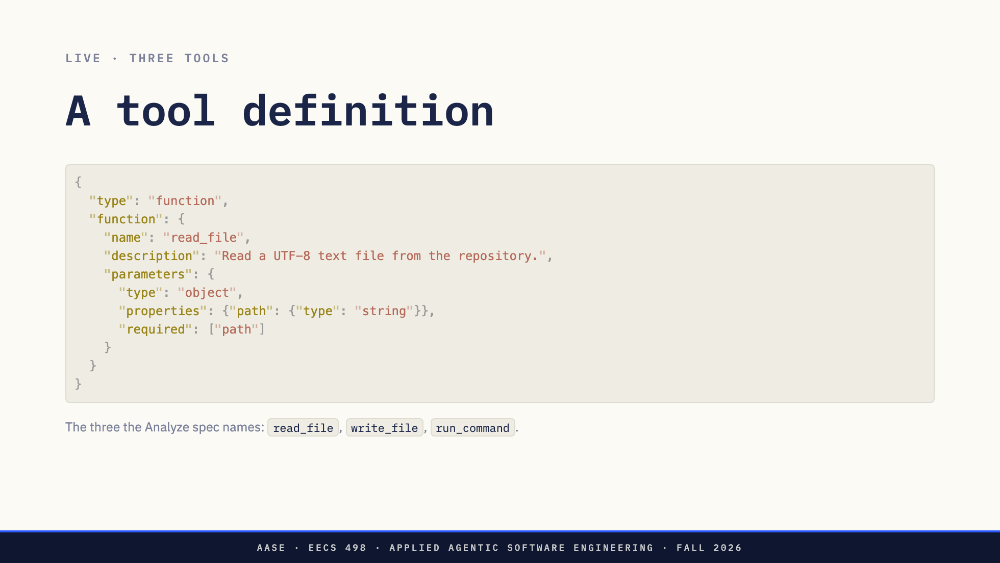 LIVE · THREE TOOLS
A tool definition
{
  "type": "function",
  "function": {
    "name": "read_file",
    "description": "Read a UTF-8 text file from the repository.",
    "parameters": {
      "type": "object",
      "properties": {"path": {"type": "string"}},
      "required": ["path"]
    }
  }
}
The three the Analyze spec names: read_file, write_file, run_command.
AASE · EECS 498 · APPLIED AGENTIC SOFTWARE ENGINEERING · FALL 2026